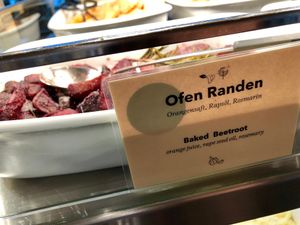 Ofen Randen
Orangensaft, Rapsöl, Rosmarin
Baked Beetroot
orange juice, rape seed oil, rosemary